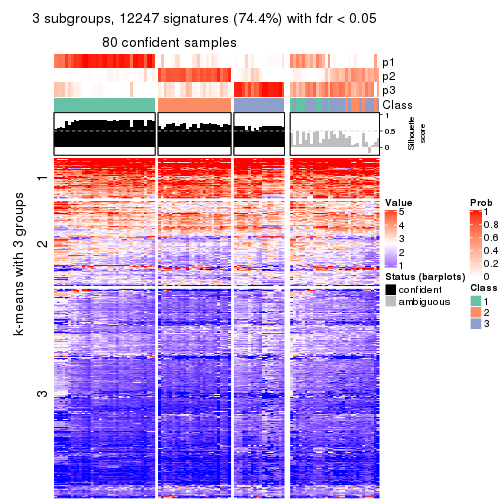 3 subgroups, 12247 signatures (74.4%) with fdr < 0.05
80 confident samples
p1
p2
p3
Class
1
0.5
0
Silhouette
score
k-means with 3 groups
1
2
3
Value
5
4
3
2
1
Status (barplots)
confident
ambiguous
Prob
1
0.8
0.6
0.4
0.2
0
Class
1
2
3